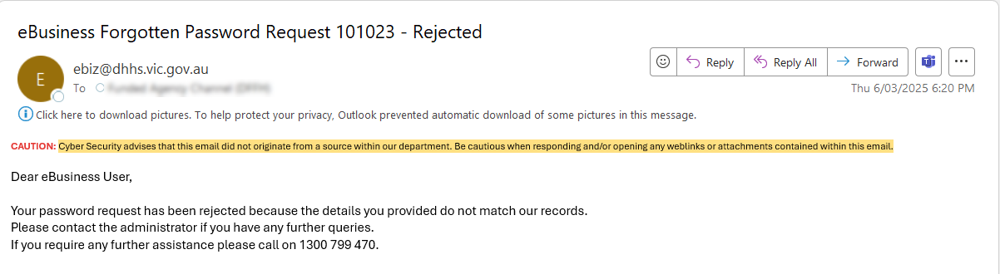 eBusiness Forgotten Password Request 101023 - Rejected
E
ebiz@dhhs.vic.gov.au
Reply
Reply All
Forward
To
Thu 6/03/2025 6:20 PM
Click here to download pictures. To help protect your privacy, Outlook prevented automatic download of some pictures in this message.
CAUTION: Cyber Security advises that this email did not originate from a source within our department. Be cautious when responding and/or opening any weblinks or attachments contained within this email.
Dear eBusiness User,
Your password request has been rejected because the details you provided do not match our records.
Please contact the administrator if you have any further queries.
If you require any further assistance please call on 1300 799 470.